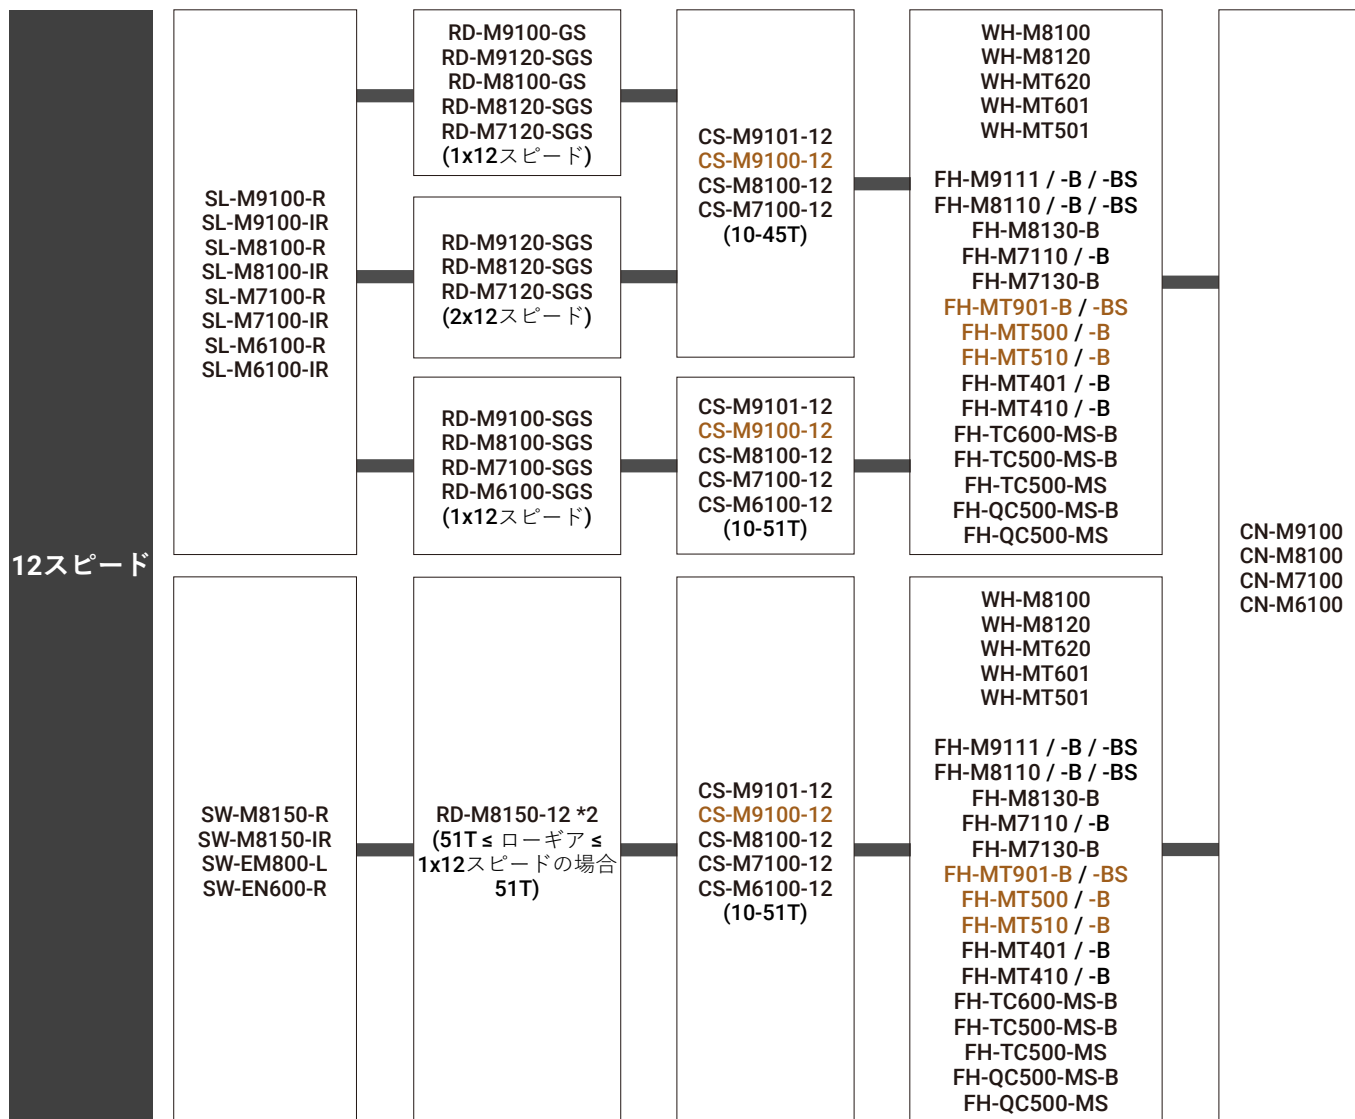 12スピード
SL-M9100-R
SL-M9100-IR
SL-M8100-R
SL-M8100-IR
SL-M7100-R
SL-M7100-IR
SL-M6100-R
SL-M6100-IR
RD-M9100-GS
RD-M9120-SGS
RD-M8100-GS
RD-M8120-SGS
RD-M7120-SGS
(1x12スピード)
RD-M9120-SGS
RD-M8120-SGS
RD-M7120-SGS
(2x12スピード)
RD-M9100-SGS
RD-M8100-SGS
RD-M7100-SGS
RD-M6100-SGS
(1x12スピード)
CS-M9101-12
CS-M9100-12
CS-M8100-12
CS-M7100-12
(10-45T)
CS-M9101-12
CS-M9100-12
CS-M8100-12
CS-M7100-12
CS-M6100-12
(10-51T)
WH-M8100
WH-M8120
WH-MT620
WH-MT601
WH-MT501
FH-M9111 / -B / -BS
FH-M8110 / -B / -BS
FH-M8130-B
FH-M7110 / -B
FH-M7130-B
FH-MT901-B / -BS
FH-MT500 / -B
FH-MT510 / -B
FH-MT401 / -B
FH-MT410 / -B
FH-TC600-MS-B
FH-TC500-MS-B
FH-TC500-MS
FH-QC500-MS-B
FH-QC500-MS
SW-M8150-R
SW-M8150-IR
SW-EM800-L
SW-EN600-R
RD-M8150-12 *2
(51T ≤ ローギア ≤
1x12スピードの場合
51T)
CS-M9101-12
CS-M9100-12
CS-M8100-12
CS-M7100-12
CS-M6100-12
(10-51T)
WH-M8100
WH-M8120
WH-MT620
WH-MT601
WH-MT501
FH-M9111 / -B / -BS
FH-M8110 / -B / -BS
FH-M8130-B
FH-M7110 / -B
FH-M7130-B
FH-MT901-B / -BS
FH-MT500 / -B
FH-MT510 / -B
FH-MT401 / -B
FH-MT410 / -B
FH-TC600-MS-B
FH-TC500-MS-B
FH-TC500-MS
FH-QC500-MS-B
FH-QC500-MS
CN-M9100
CN-M8100
CN-M7100
CN-M6100